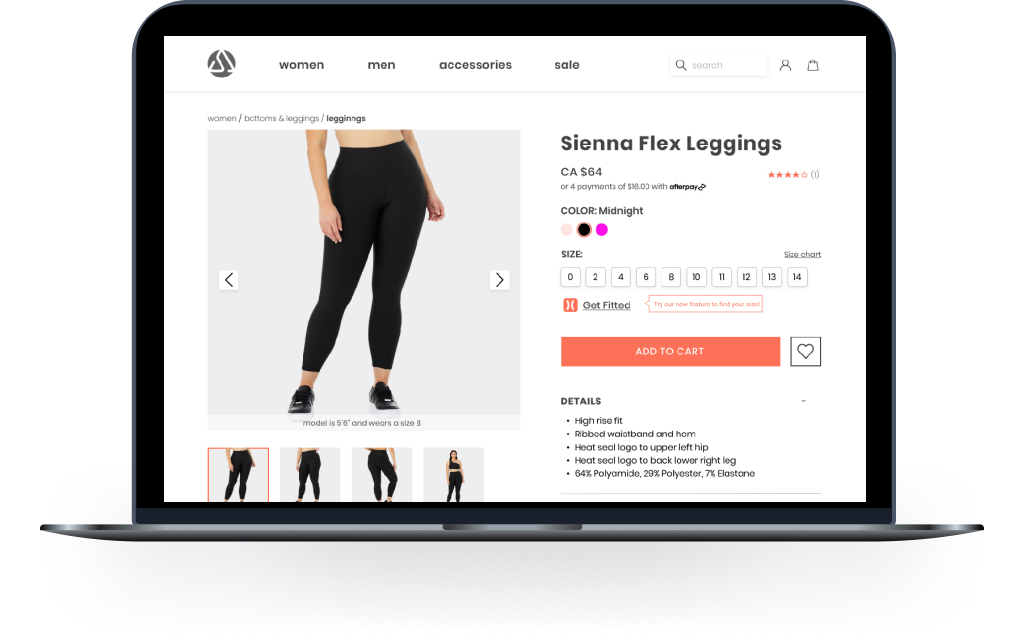 women men accessories sale search
women / bottoms & leggings / legginngs
Sienna Flex Leggings
CA $64
(1)
or 4 payments of $16.00 with afterpay
COLOR: Midnight
SIZE: Size chart
0 2 4 6 8 10 11 12 13 14
Get Fitted Try our new feature to find your size!
ADD TO CART
model is 5'6" and wears a size 8
DETAILS -
• High rise fit
• Ribbed waistband and hem
• Heat seal logo to upper left hip
• Heat seal logo to back lower right leg
• 64% Polyamide, 29% Polyester, 7% Elastane